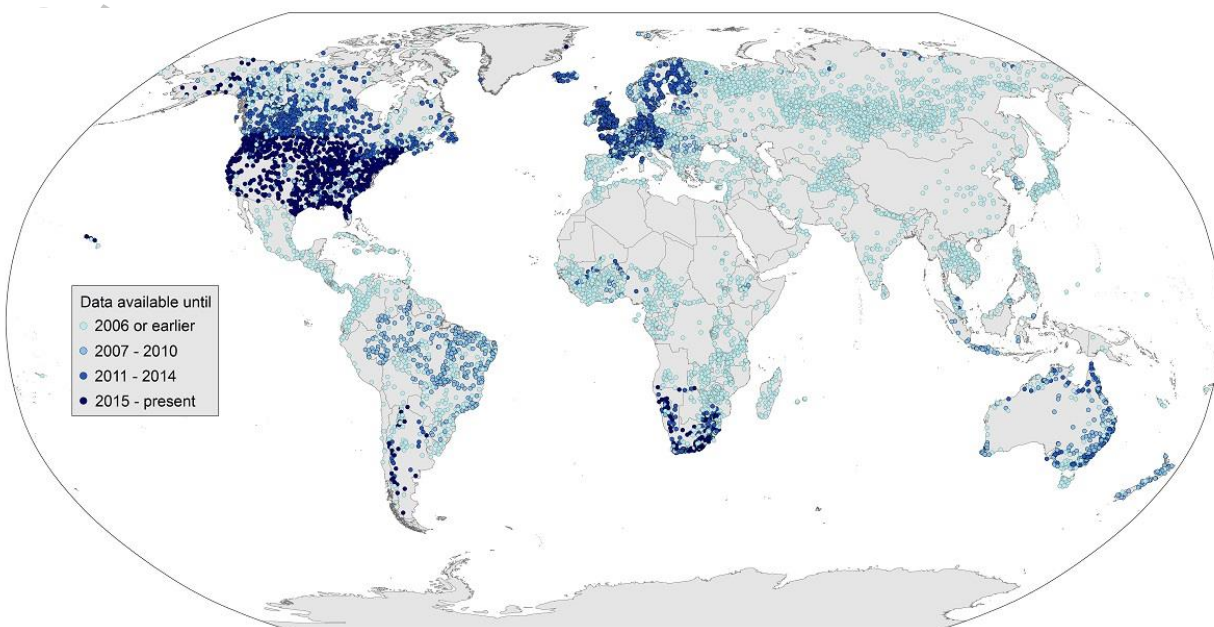 Data available until
2006 or earlier
2007 - 2010
2011 - 2014
2015 - present